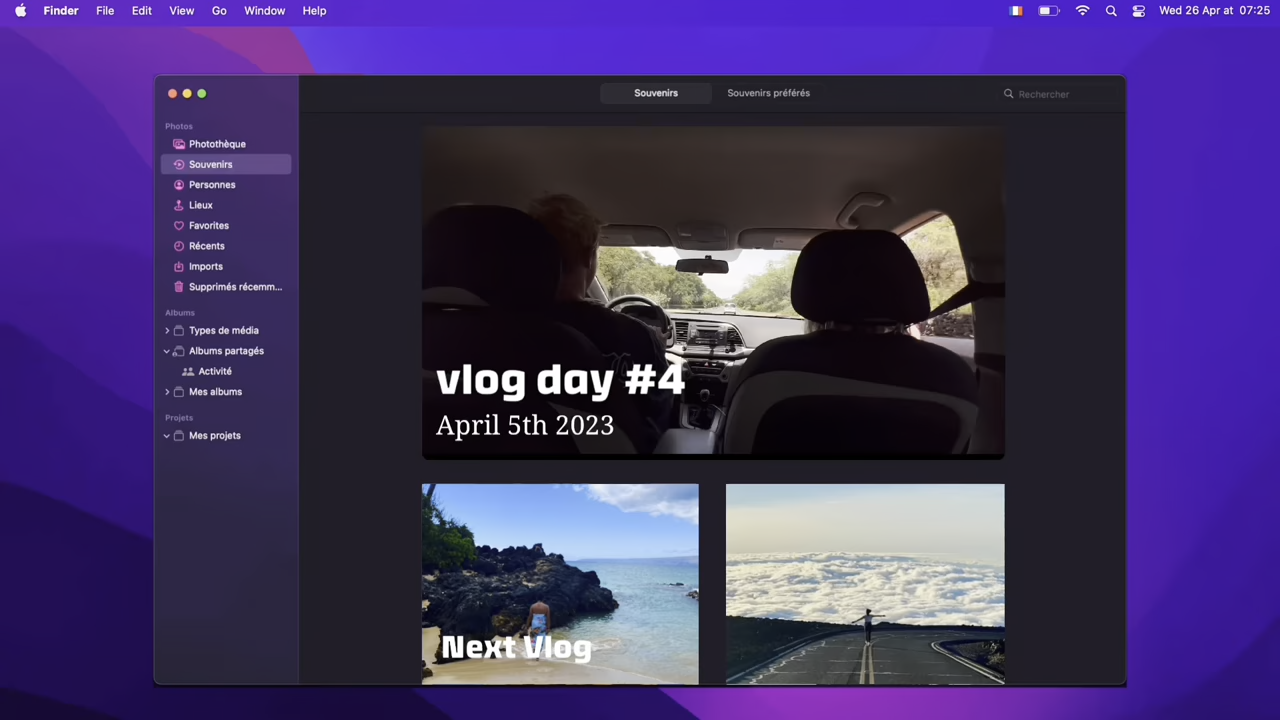 Finder File Edit View Go Window Help Wed 26 Apr at 07:25
Souvenirs Souvenirs préférés Rechercher
Photos
Photothèque
Souvenirs
Personnes
Lieux
Favorites
Récents
Imports
Supprimés récemm...
Albums
Types de média
Albums partagés
Activité
Mes albums
Projets
Mes projets
vlog day #4
April 5th 2023
Next Vlog